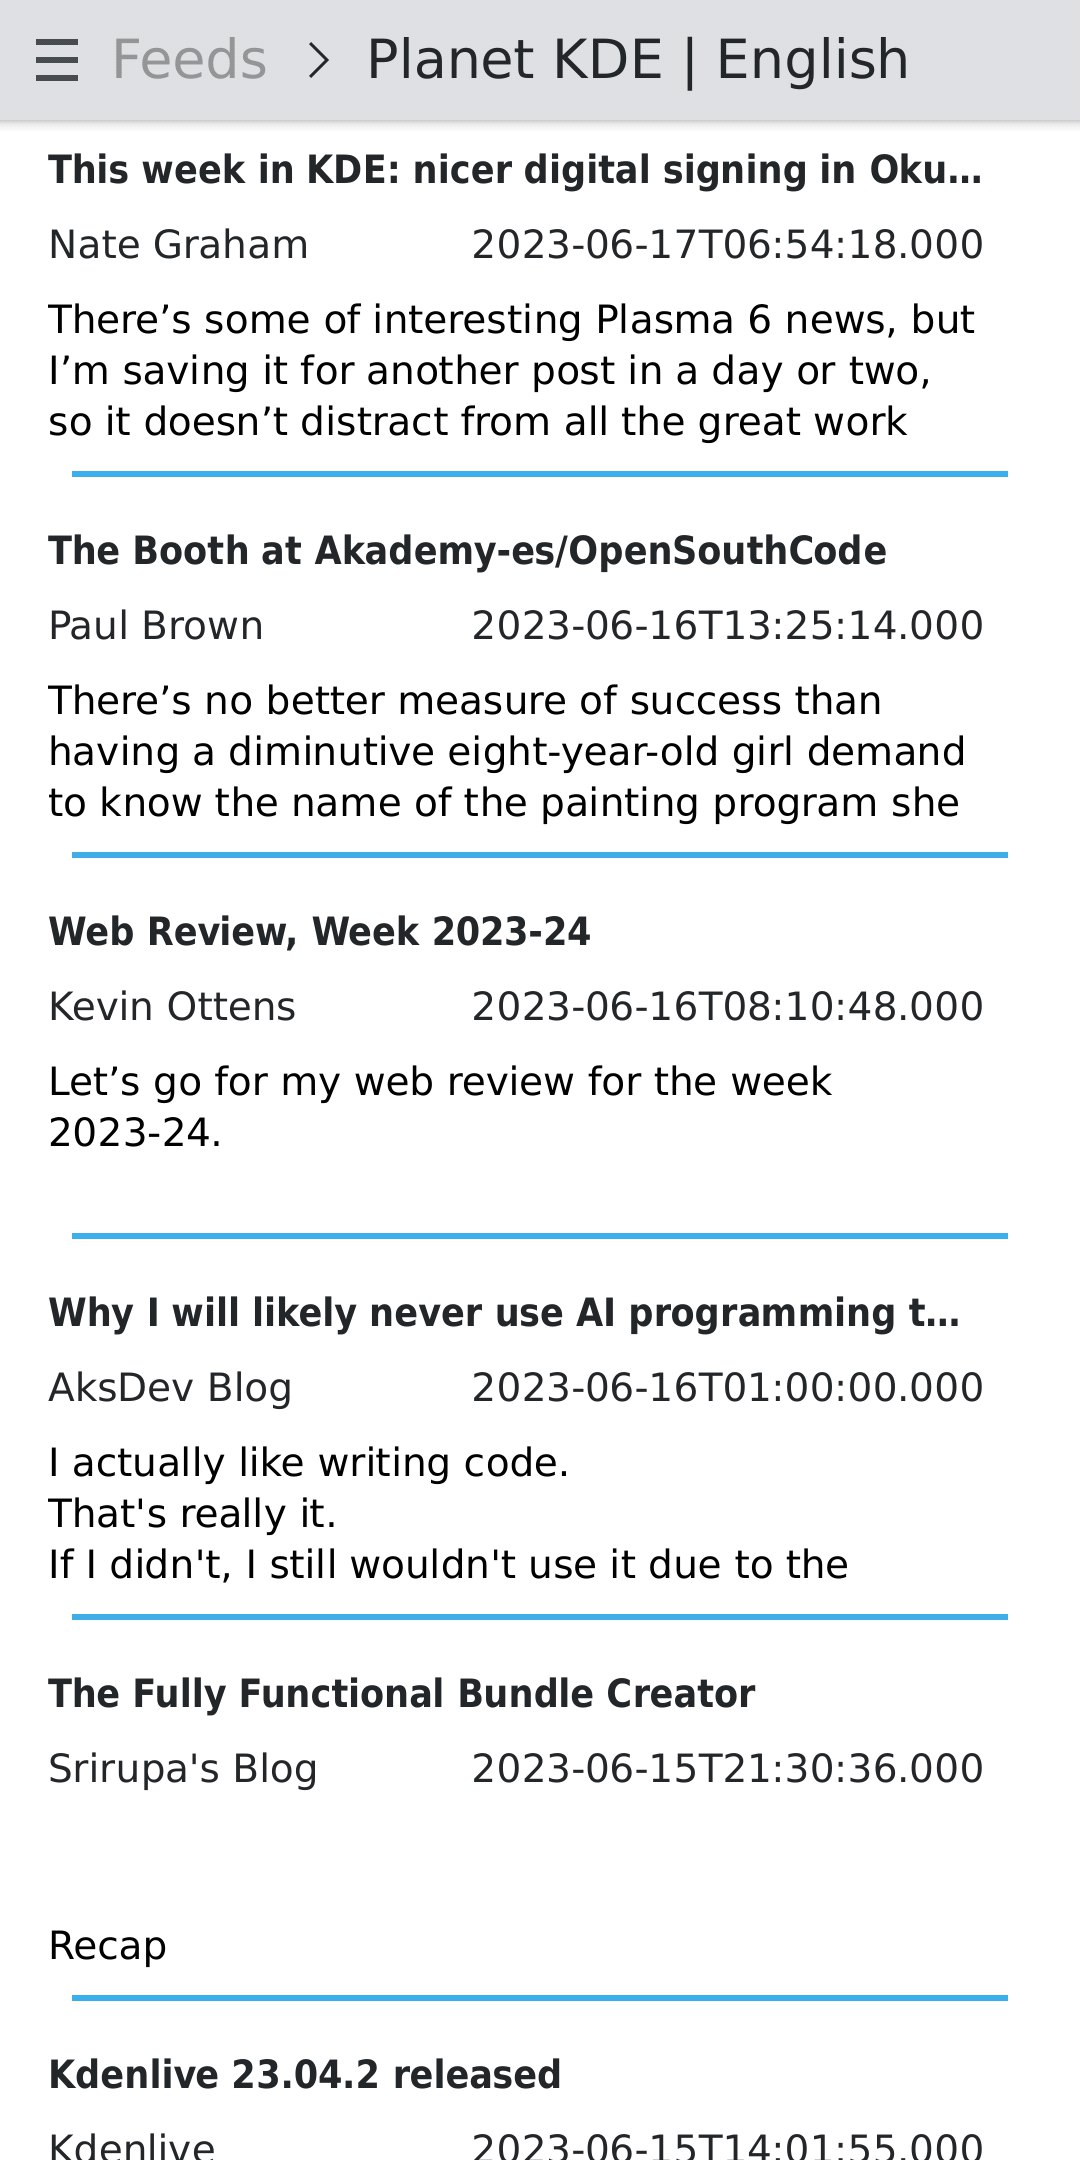 Feeds > Planet KDE | English
This week in KDE: nicer digital signing in Oku…
Nate Graham 2023-06-17T06:54:18.000
There’s some of interesting Plasma 6 news, but
I’m saving it for another post in a day or two,
so it doesn’t distract from all the great work
The Booth at Akademy-es/OpenSouthCode
Paul Brown 2023-06-16T13:25:14.000
There’s no better measure of success than
having a diminutive eight-year-old girl demand
to know the name of the painting program she
Web Review, Week 2023-24
Kevin Ottens 2023-06-16T08:10:48.000
Let’s go for my web review for the week
2023-24.
Why I will likely never use AI programming t…
AksDev Blog 2023-06-16T01:00:00.000
I actually like writing code.
That's really it.
If I didn't, I still wouldn't use it due to the
The Fully Functional Bundle Creator
Srirupa's Blog 2023-06-15T21:30:36.000
Recap
Kdenlive 23.04.2 released
Kdenlive 2023-06-15T14:01:55.000